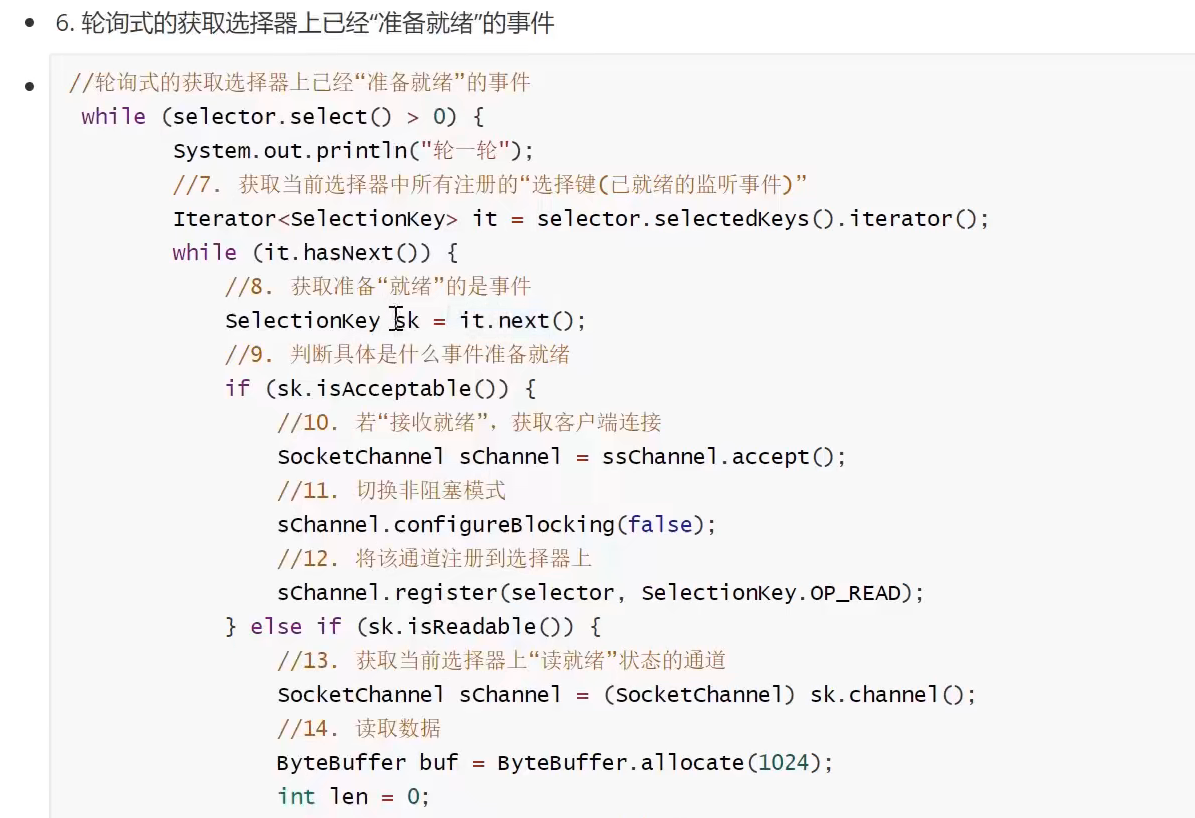 6. 轮询式的获取选择器上已经“准备就绪”的事件
//轮询式的获取选择器上已经“准备就绪”的事件
while (selector.select() > 0) {
System.out.println("轮一轮");
//7. 获取当前选择器中所有注册的“选择键(已就绪的监听事件)”
Iterator<SelectionKey> it = selector.selectedKeys().iterator();
while (it.hasNext()) {
//8. 获取准备“就绪”的是事件
SelectionKey sk = it.next();
//9. 判断具体是什么事件准备就绪
if (sk.isAcceptable()) {
//10. 若“接收就绪”，获取客户端连接
SocketChannel sChannel = ssChannel.accept();
//11. 切换非阻塞模式
sChannel.configureBlocking(false);
//12. 将该通道注册到选择器上
sChannel.register(selector, SelectionKey.OP_READ);
} else if (sk.isReadable()) {
//13. 获取当前选择器上“读就绪”状态的通道
SocketChannel sChannel = (SocketChannel) sk.channel();
//14. 读取数据
ByteBuffer buf = ByteBuffer.allocate(1024);
int len = 0;